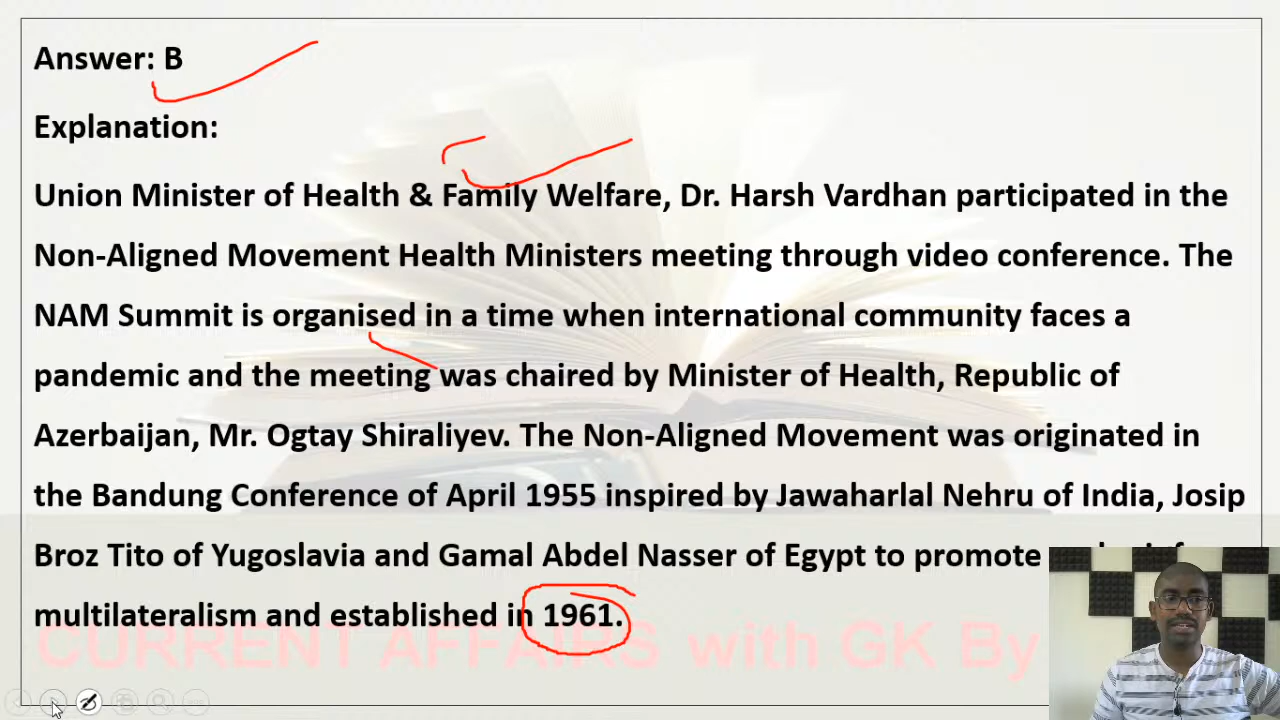 Answer: B
Explanation:
Union Minister of Health & Family Welfare, Dr. Harsh Vardhan participated in the
Non-Aligned Movement Health Ministers meeting through video conference. The
NAM Summit is organised in a time when international community faces a
pandemic and the meeting was chaired by Minister of Health, Republic of
Azerbaijan, Mr. Ogtay Shiraliyev. The Non-Aligned Movement was originated in
the Bandung Conference of April 1955 inspired by Jawaharlal Nehru of India, Josip
Broz Tito of Yugoslavia and Gamal Abdel Nasser of Egypt to promote
multilateralism and established in 1961.
CURRENT AFFAIRS with GK By